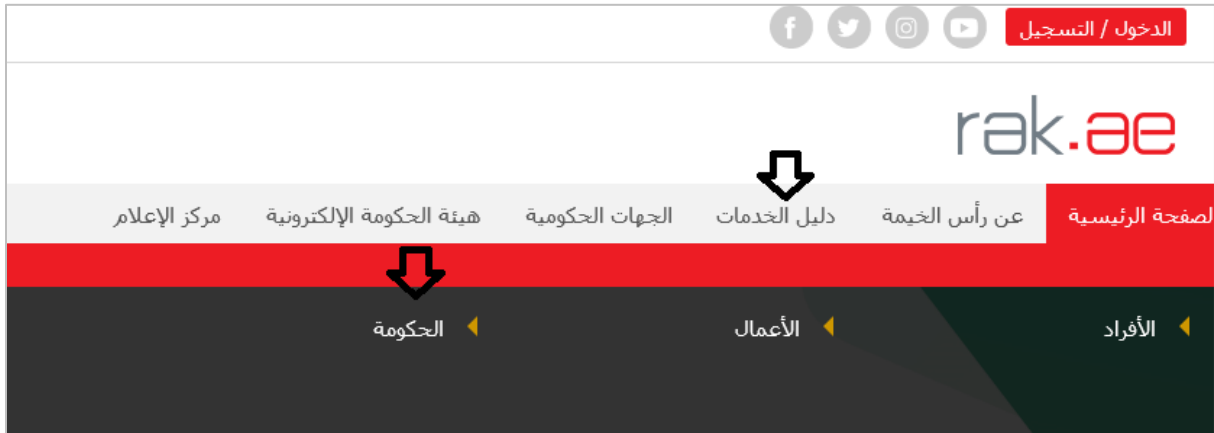 الدخول / التسجيل
rak.ae
لصفحة الرئيسية عن رأس الخيمة دليل الخدمات الجهات الحكومية هيئة الحكومة الإلكترونية مركز الإعلام
الأفراد الأعمال الحكومة